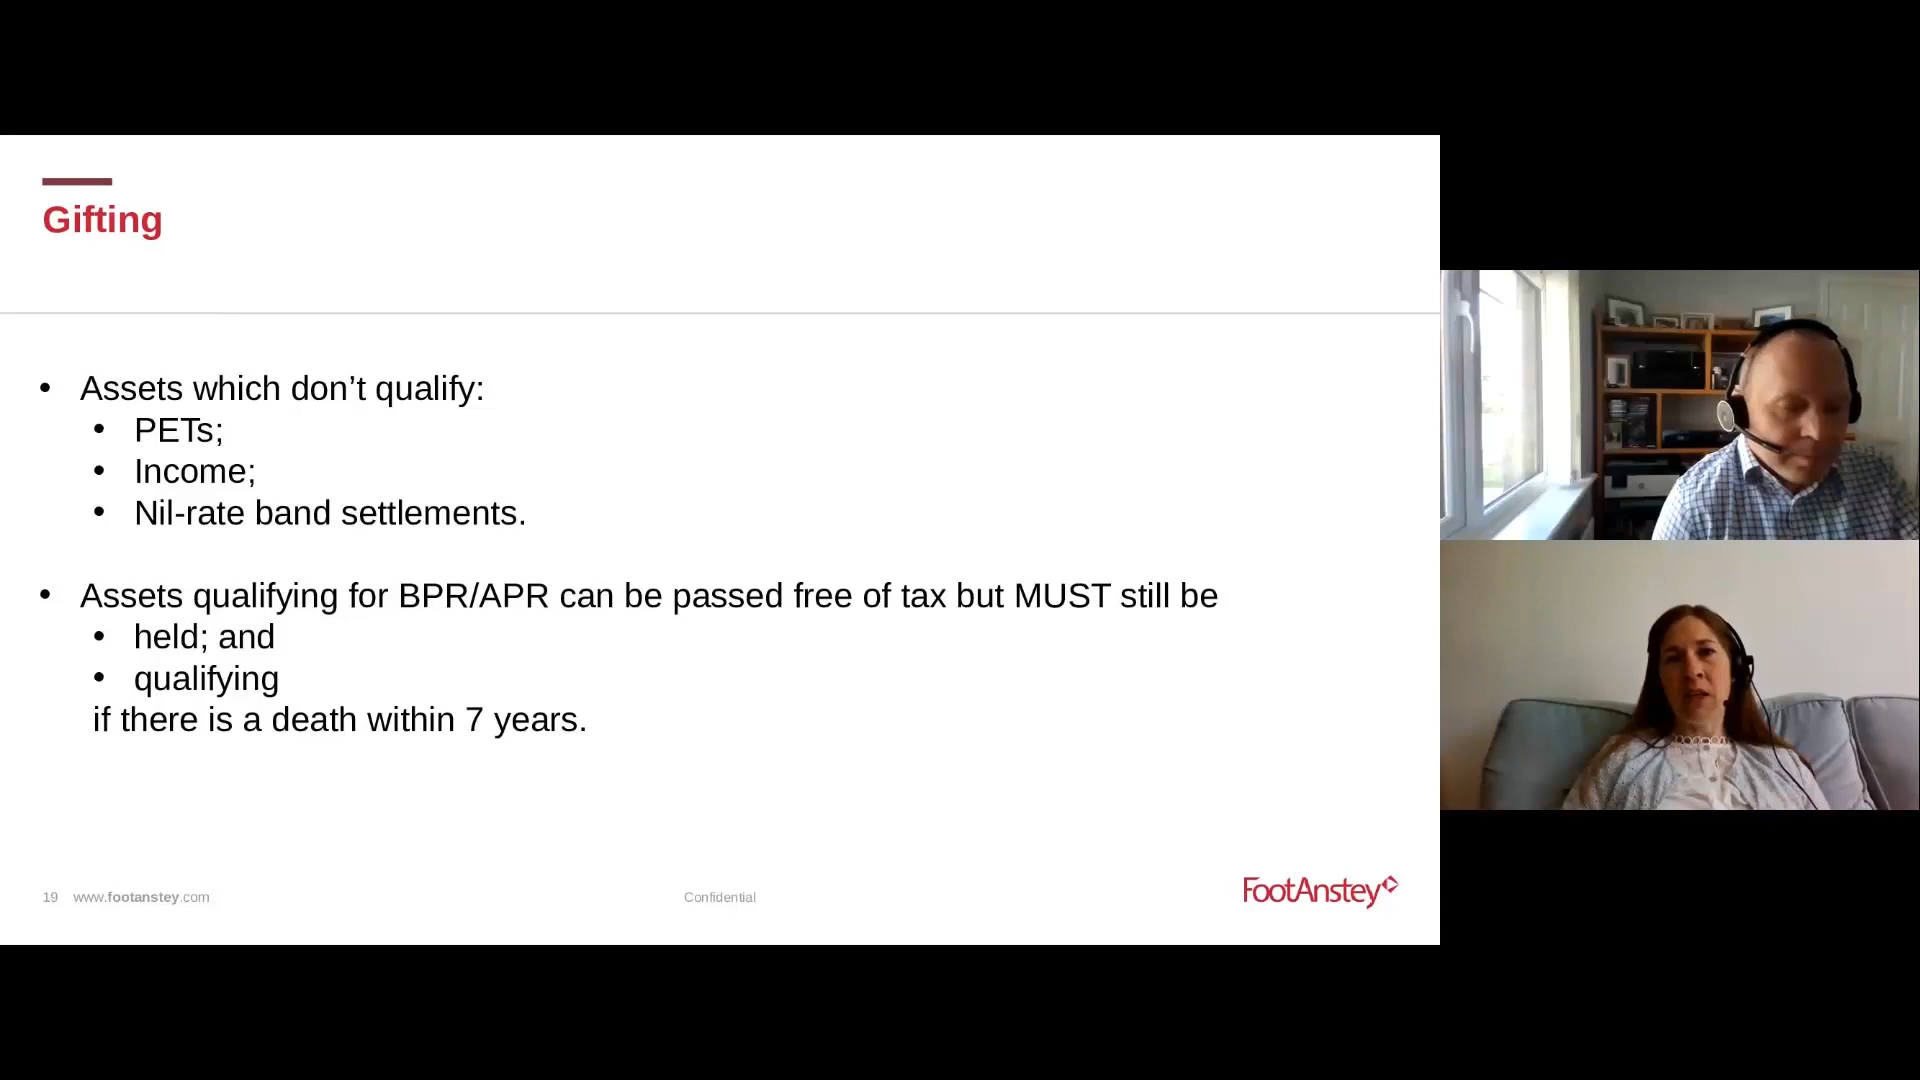 Gifting
• Assets which don’t qualify:
• PETs;
• Income;
• Nil-rate band settlements.
• Assets qualifying for BPR/APR can be passed free of tax but MUST still be
• held; and
• qualifying
if there is a death within 7 years.
19 www.footanstey.com
Confidential
FootAnstey